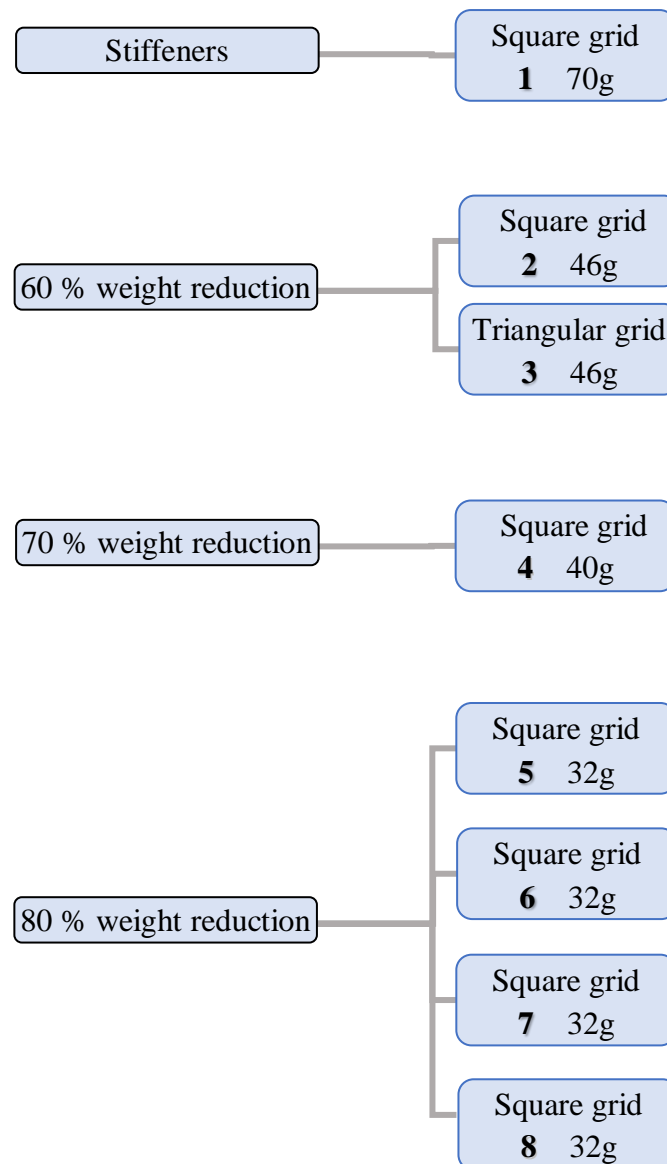 Stiffeners
Square grid
1 70g
60 % weight reduction
Square grid
2 46g
Triangular grid
3 46g
70 % weight reduction
Square grid
4 40g
80 % weight reduction
Square grid
5 32g
Square grid
6 32g
Square grid
7 32g
Square grid
8 32g